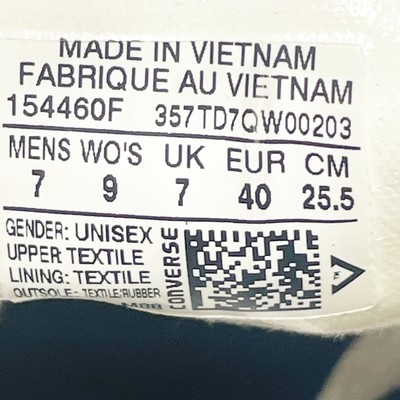 MADE IN VIETNAM
FABRIQUE AU VIETNAM
154460F 357TD7QW00203
MENS WO'S UK EUR CM
7 9 7 40 25.5
GENDER: UNISEX
UPPER: TEXTILE
LINING: TEXTILE
OUTSOLE: TEXTILE/RUBBER
CONVERSE